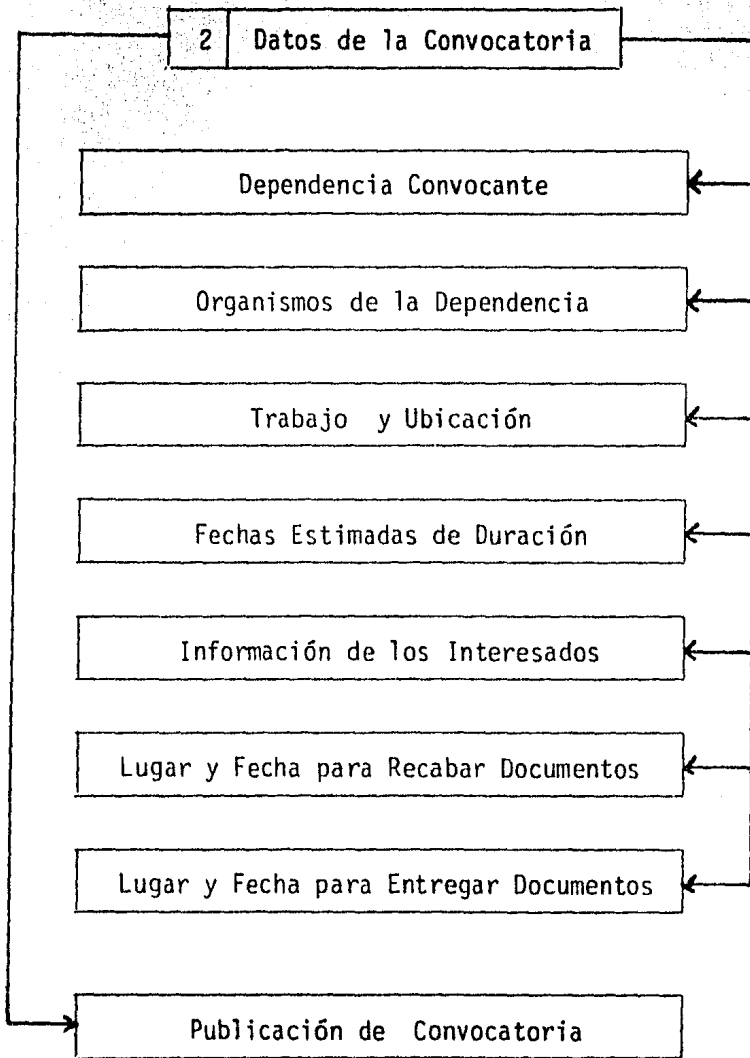 2 Datos de la Convocatoria
Dependencia Convocante
Organismos de la Dependencia
Trabajo y Ubicación
Fechas Estimadas de Duración
Información de los Interesados
Lugar y Fecha para Recabar Documentos
Lugar y Fecha para Entregar Documentos
Publicación de Convocatoria